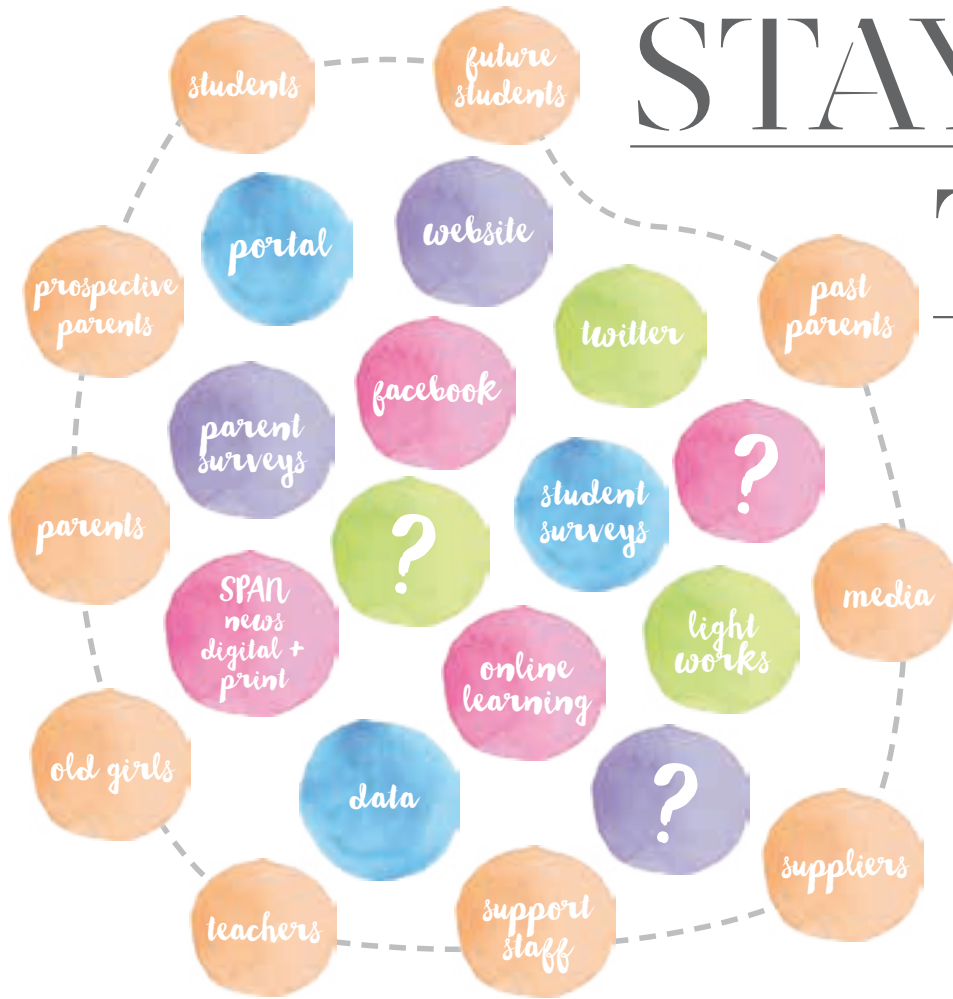 STAY
students
future
students
portal
website
prospective
parents
past
parents
twitter
facebook
parent
surveys
?
student
surveys
parents
?
media
SPAN
news
digital +
print
light
works
online
learning
old girls
data
?
suppliers
teachers
support
staff